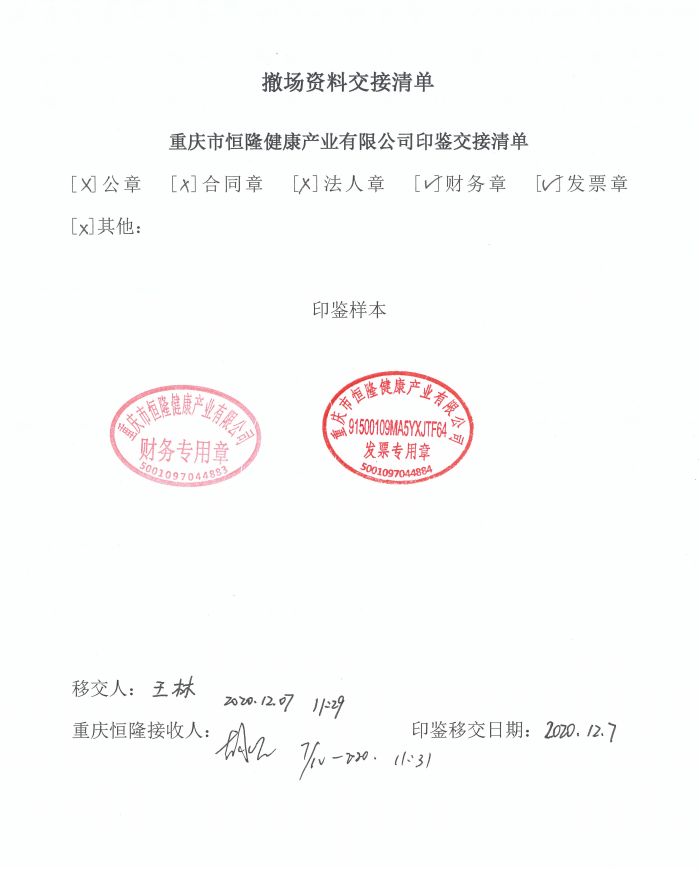 撤场资料交接清单
重庆市恒隆健康产业有限公司印鉴交接清单
[X]公章 [X]合同章 [X]法人章 [✓]财务章 [✓]发票章
[x]其他:
印鉴样本
重庆市恒隆健康产业有限公司
财务专用章
5001097044883
重庆市恒隆健康产业有限公司
91500109MA5YXJTF64
发票专用章
5001097044884
移交人: 王林 2020.12.07 11:29
重庆恒隆接收人: 印鉴移交日期: 2020.12.7
11:31